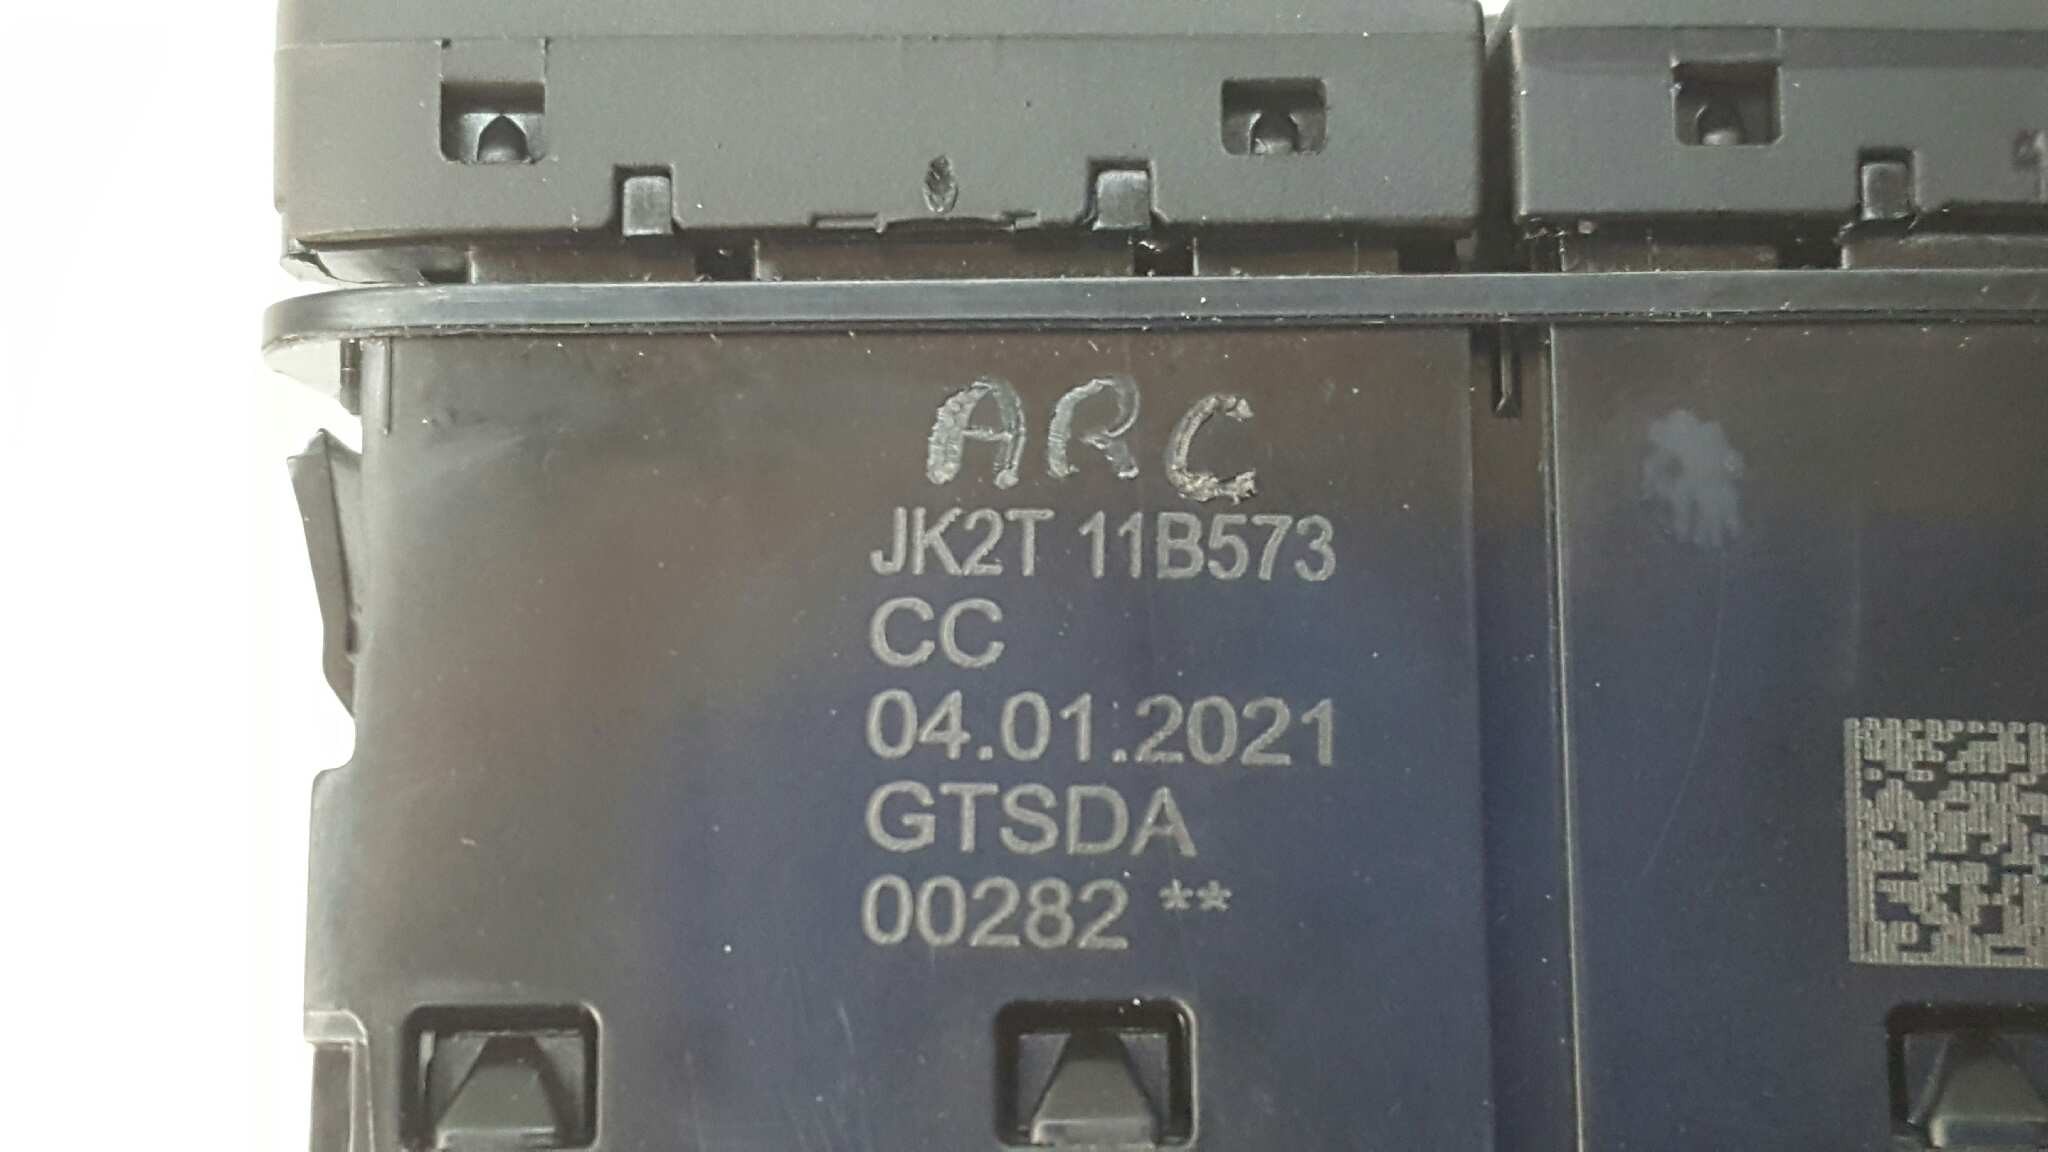 ARC
JK2T 11B573
CC
04.01.2021
GTSDA
00282 **